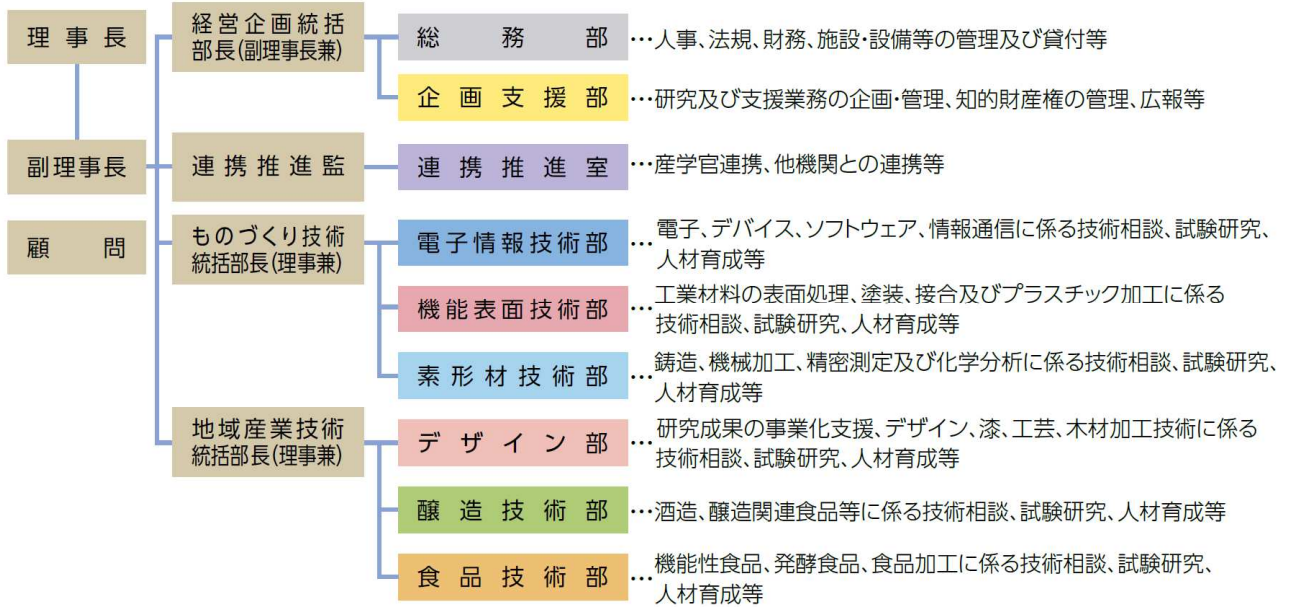 理事長
副理事長
顧問
経営企画統括
部長(副理事長兼)
総務部
…人事、法規、財務、施設・設備等の管理及び貸付等
企画支援部
…研究及び支援業務の企画・管理、知的財産権の管理、広報等
連携推進監
連携推進室
…産学官連携、他機関との連携等
ものづくり技術
統括部長(理事兼)
電子情報技術部
…電子、デバイス、ソフトウェア、情報通信に係る技術相談、試験研究、
人材育成等
機能表面技術部
…工業材料の表面処理、塗装、接合及びプラスチック加工に係る
技術相談、試験研究、人材育成等
素形材技術部
…鋳造、機械加工、精密測定及び化学分析に係る技術相談、試験研究、
人材育成等
地域産業技術
統括部長(理事兼)
デザイン部
…研究成果の事業化支援、デザイン、漆、工芸、木材加工技術に係る
技術相談、試験研究、人材育成等
醸造技術部
…酒造、醸造関連食品等に係る技術相談、試験研究、人材育成等
食品技術部
…機能性食品、発酵食品、食品加工に係る技術相談、試験研究、
人材育成等